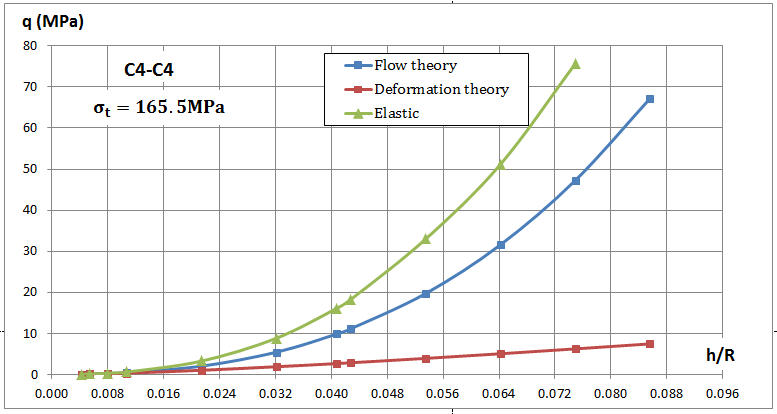 q (MPa)
80
70
60
50
40
30
20
10
0
C4-C4
σt = 165.5MPa
Flow theory
Deformation theory
Elastic
h/R
0.000 0.008 0.016 0.024 0.032 0.040 0.048 0.056 0.064 0.072 0.080 0.088 0.096